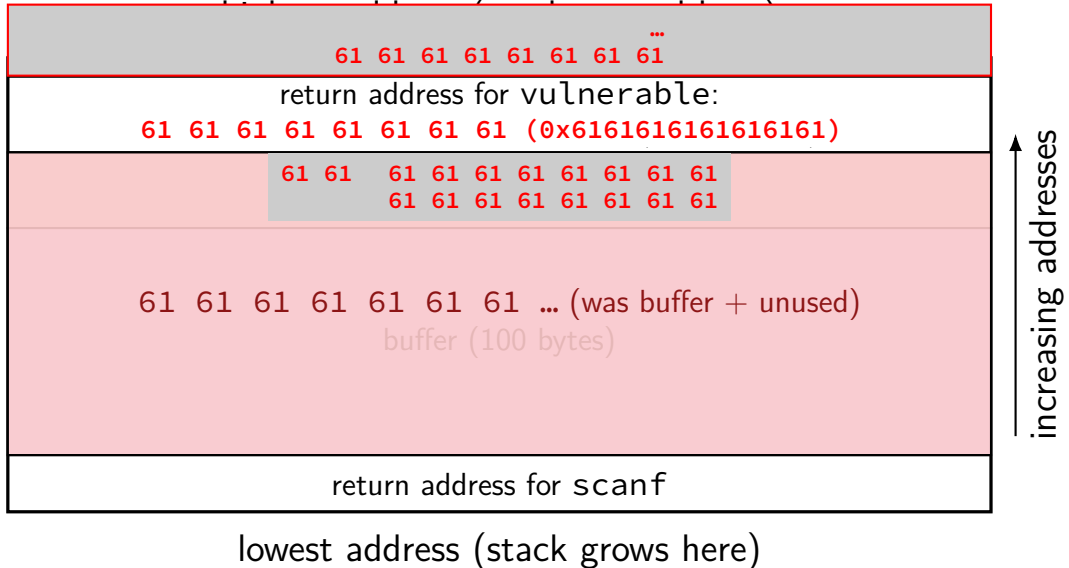 …
61 61 61 61 61 61 61 61
return address for vulnerable:
61 61 61 61 61 61 61 61 (0x6161616161616161)
61 61 61 61 61 61 61 61 61 61
61 61 61 61 61 61 61 61
61 61 61 61 61 61 61 … (was buffer + unused)
buffer (100 bytes)
return address for scanf
lowest address (stack grows here)
increasing addresses